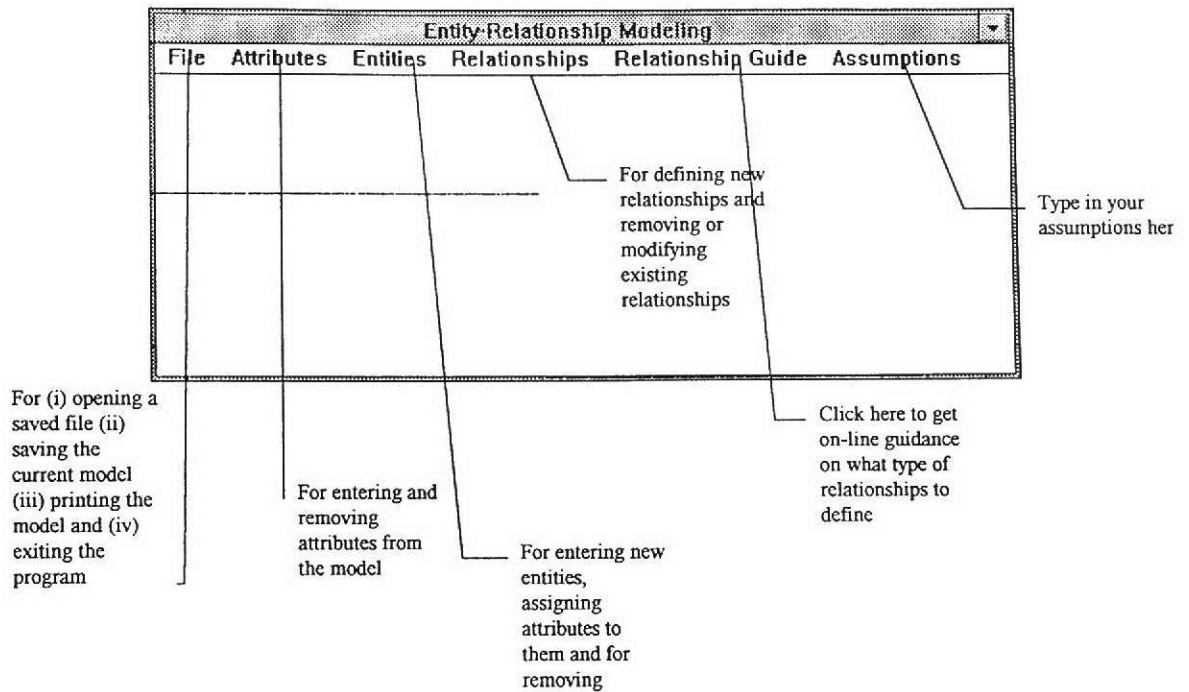 Entity-Relationship Modeling
File Attributes Entities Relationships Relationship Guide Assumptions
For defining new
relationships and
removing or
modifying
existing
relationships
Type in your
assumptions her
For (i) opening a
saved file (ii)
saving the
current model
(iii) printing the
model and (iv)
exiting the
program
For entering and
removing
attributes from
the model
For entering new
entities,
assigning
attributes to
them and for
removing
Click here to get
on-line guidance
on what type of
relationships to
define